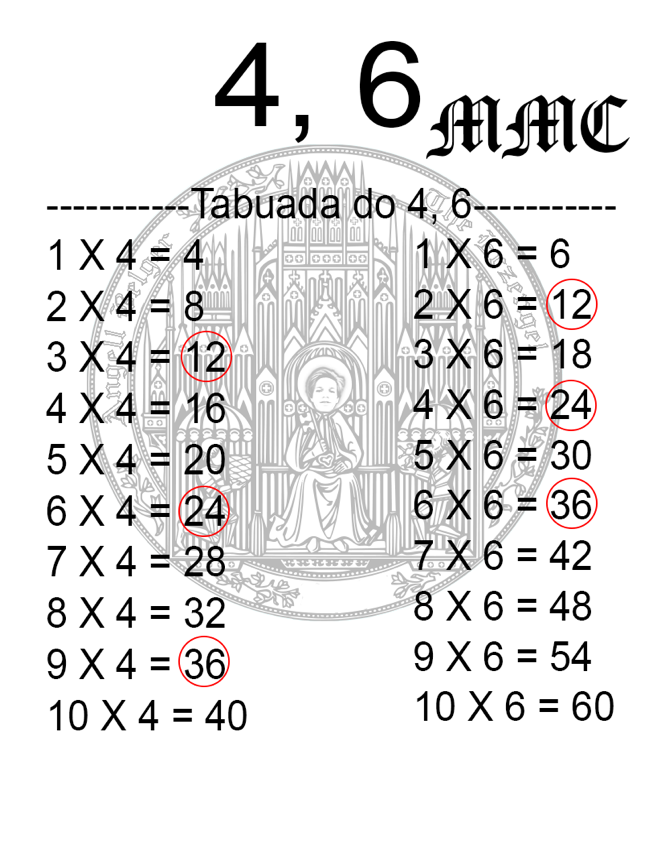 4, 6 MMC
-----------Tabuada do 4, 6-----------
1 X 4 = 4
2 X 4 = 8
3 X 4 = 12
4 X 4 = 16
5 X 4 = 20
6 X 4 = 24
7 X 4 = 28
8 X 4 = 32
9 X 4 = 36
10 X 4 = 40
1 X 6 = 6
2 X 6 = 12
3 X 6 = 18
4 X 6 = 24
5 X 6 = 30
6 X 6 = 36
7 X 6 = 42
8 X 6 = 48
9 X 6 = 54
10 X 6 = 60